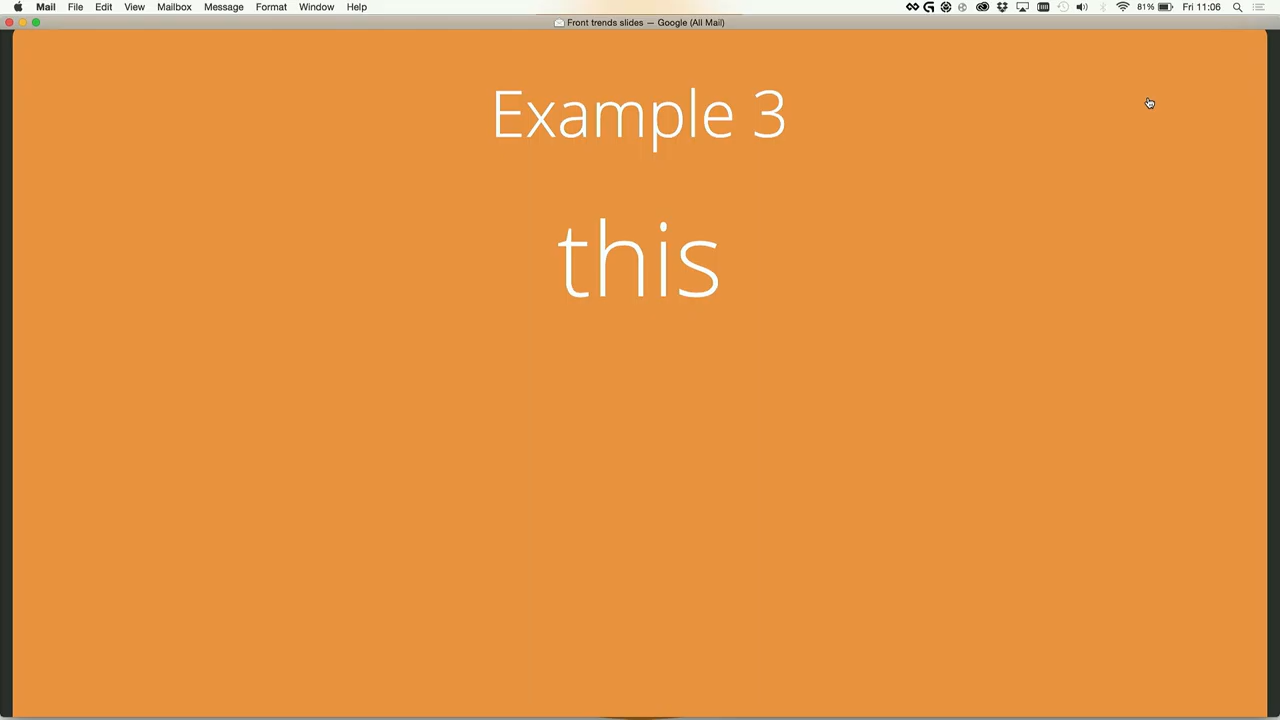 Mail File Edit View Mailbox Message Format Window Help 81% Fri 11:06
Front trends slides — Google (All Mail)
Example 3
this